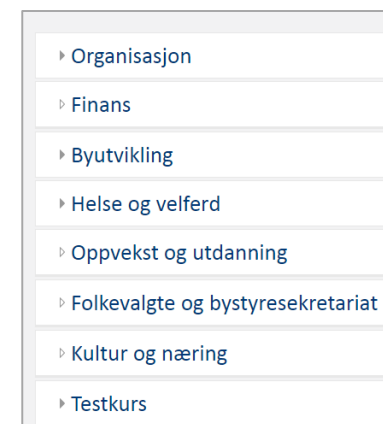 Organisasjon
Finans
Byutvikling
Helse og velferd
Oppvekst og utdanning
Folkevalgte og bystyresekretariat
Kultur og næring
Testkurs